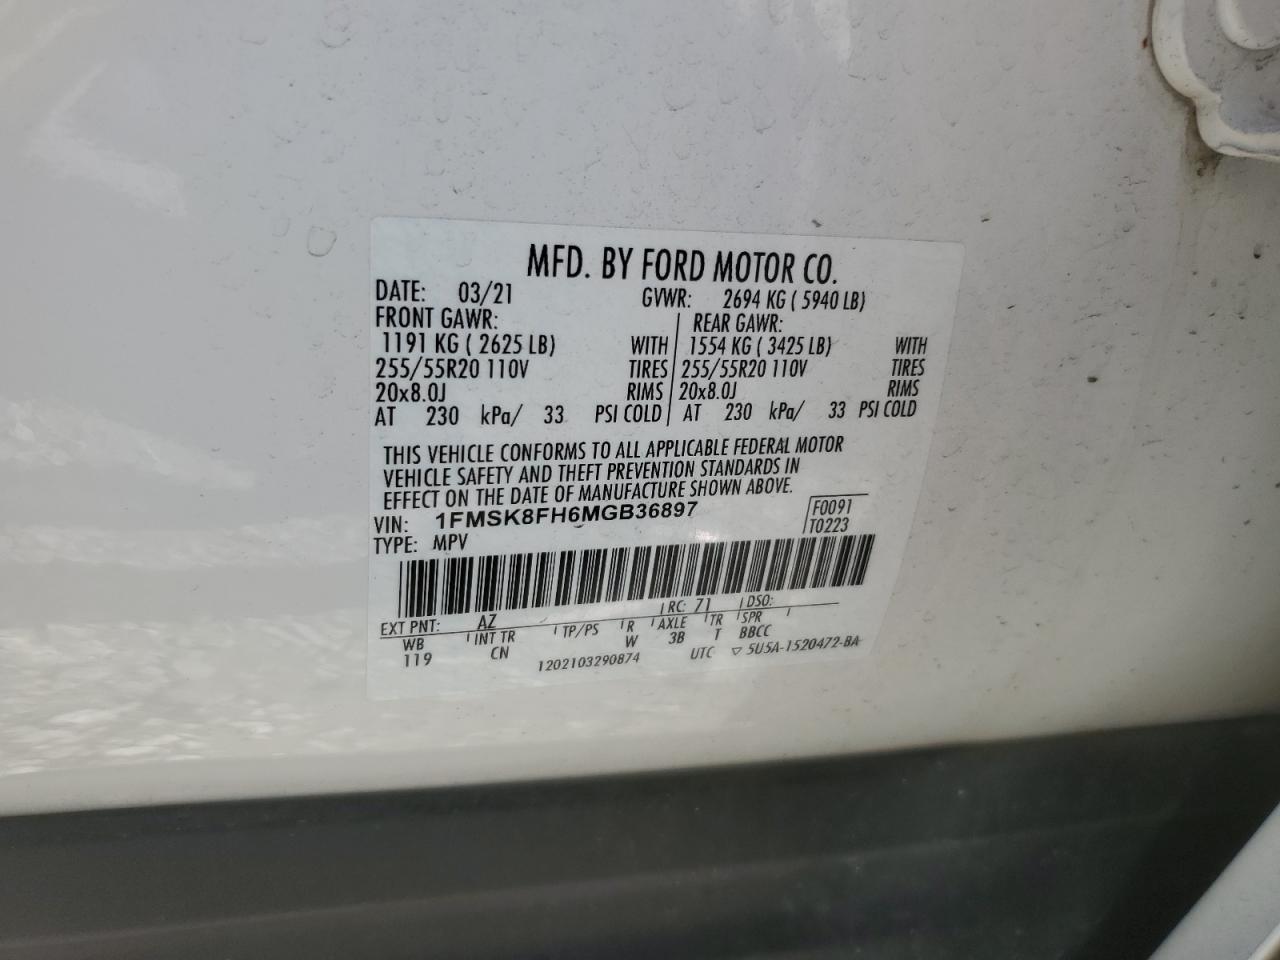 MFD. BY FORD MOTOR CO.
DATE: 03/21 GVWR: 2694 KG ( 5940 LB)
FRONT GAWR: REAR GAWR:
1191 KG ( 2625 LB) WITH 1554 KG ( 3425 LB) WITH
255/55R20 110V TIRES 255/55R20 110V TIRES
20x8.0J RIMS 20x8.0J RIMS
AT 230 kPa/ 33 PSI COLD AT 230 kPa/ 33 PSI COLD
THIS VEHICLE CONFORMS TO ALL APPLICABLE FEDERAL MOTOR
VEHICLE SAFETY AND THEFT PREVENTION STANDARDS IN
EFFECT ON THE DATE OF MANUFACTURE SHOWN ABOVE.
VIN: 1FMSK8FH6MGB36897 F0091
TYPE: MPV T0223
EXT PNT: AZ RC: 71 DSO:
WB INT TR TP/PS R AXLE TR SPR
119 CN W 3B T BBCC
1202103290874 UTC ▽ 5U5A-1520472-BA